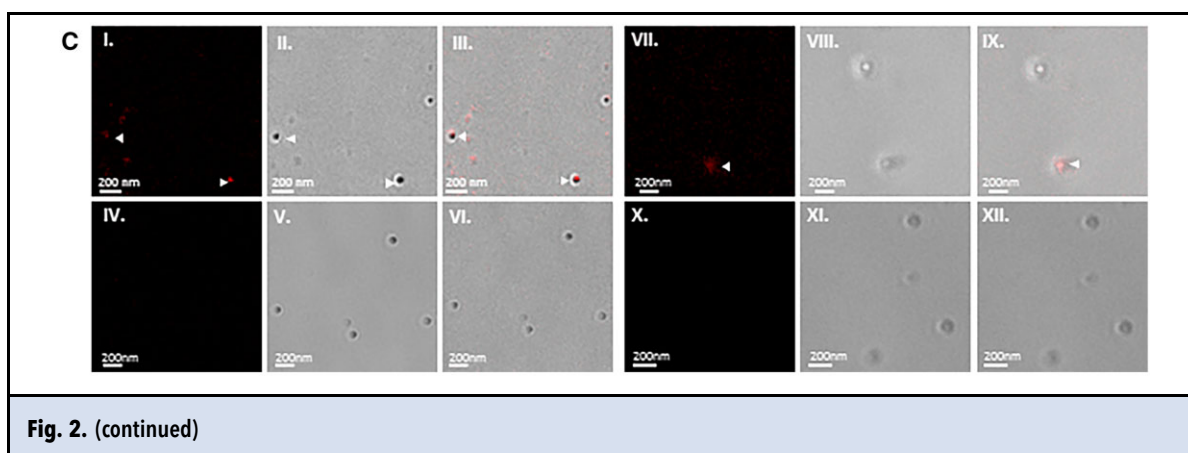 C I. II. III. VII. VIII. IX.
200 nm 200 nm 200 nm 200nm 200nm 200nm
IV. V. VI. X. XI. XII.
200nm 200nm 200nm 200nm 200nm 200nm
Fig. 2. (continued)